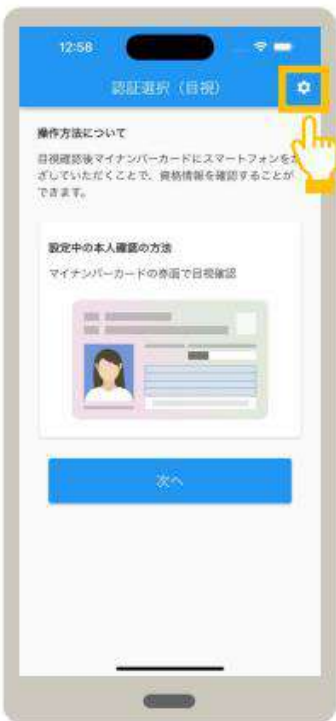 12:58
認証選択（目視）
操作方法について
目視確認後マイナンバーカードにスマートフォンをか
ざしていただくことで、資格情報を確認することが
できます。
設定中の本人確認の方法
マイナンバーカードの券面で目視確認
次へ